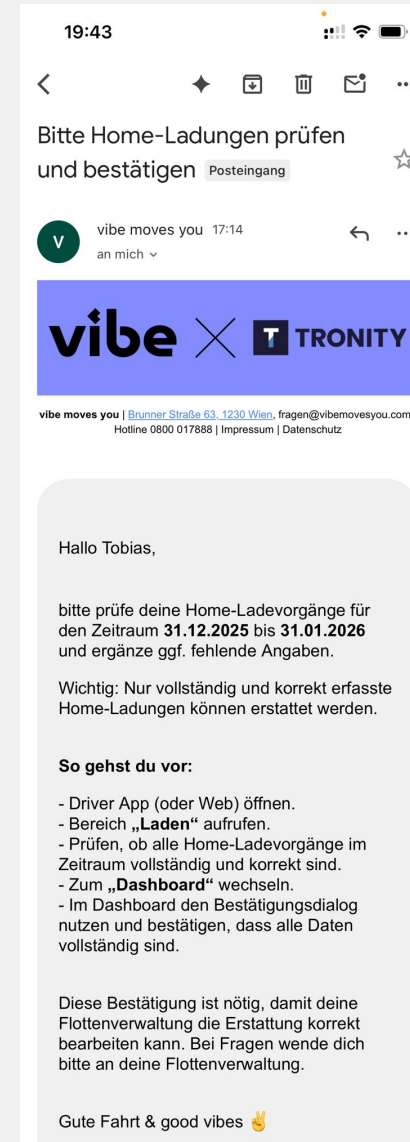 19:43
Bitte Home-Ladungen prüfen
und bestätigen Posteingang
V
vibe moves you 17:14
an mich
vibe × T TRONITY
vibe moves you | Brunner Straße 63, 1230 Wien, fragen@vibemovesyou.com
Hotline 0800 017888 | Impressum | Datenschutz
Hallo Tobias,
bitte prüfe deine Home-Ladevorgänge für
den Zeitraum 31.12.2025 bis 31.01.2026
und ergänze ggf. fehlende Angaben.
Wichtig: Nur vollständig und korrekt erfasste
Home-Ladungen können erstattet werden.
So gehst du vor:
- Driver App (oder Web) öffnen.
- Bereich „Laden“ aufrufen.
- Prüfen, ob alle Home-Ladevorgänge im
Zeitraum vollständig und korrekt sind.
- Zum „Dashboard“ wechseln.
- Im Dashboard den Bestätigungsdialog
nutzen und bestätigen, dass alle Daten
vollständig sind.
Diese Bestätigung ist nötig, damit deine
Flottenverwaltung die Erstattung korrekt
bearbeiten kann. Bei Fragen wende dich
bitte an deine Flottenverwaltung.
Gute Fahrt & good vibes ✌️